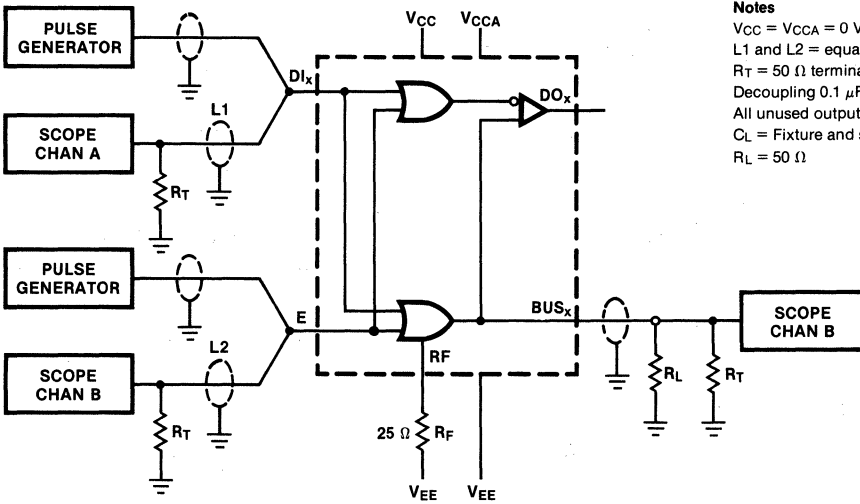 PULSE
GENERATOR
SCOPE
CHAN A
RT
L1
DIx
VCC
VCCA
DOx
Notes
VCC = VCCA = 0 V
L1 and L2 = equa
RT = 50 Ω termina
Decoupling 0.1 μF
All unused output
CL = Fixture and s
RL = 50 Ω
PULSE
GENERATOR
E
L2
SCOPE
CHAN B
RT
RF
25 Ω
RF
VEE
VEE
BUSx
RL
RT
SCOPE
CHAN B